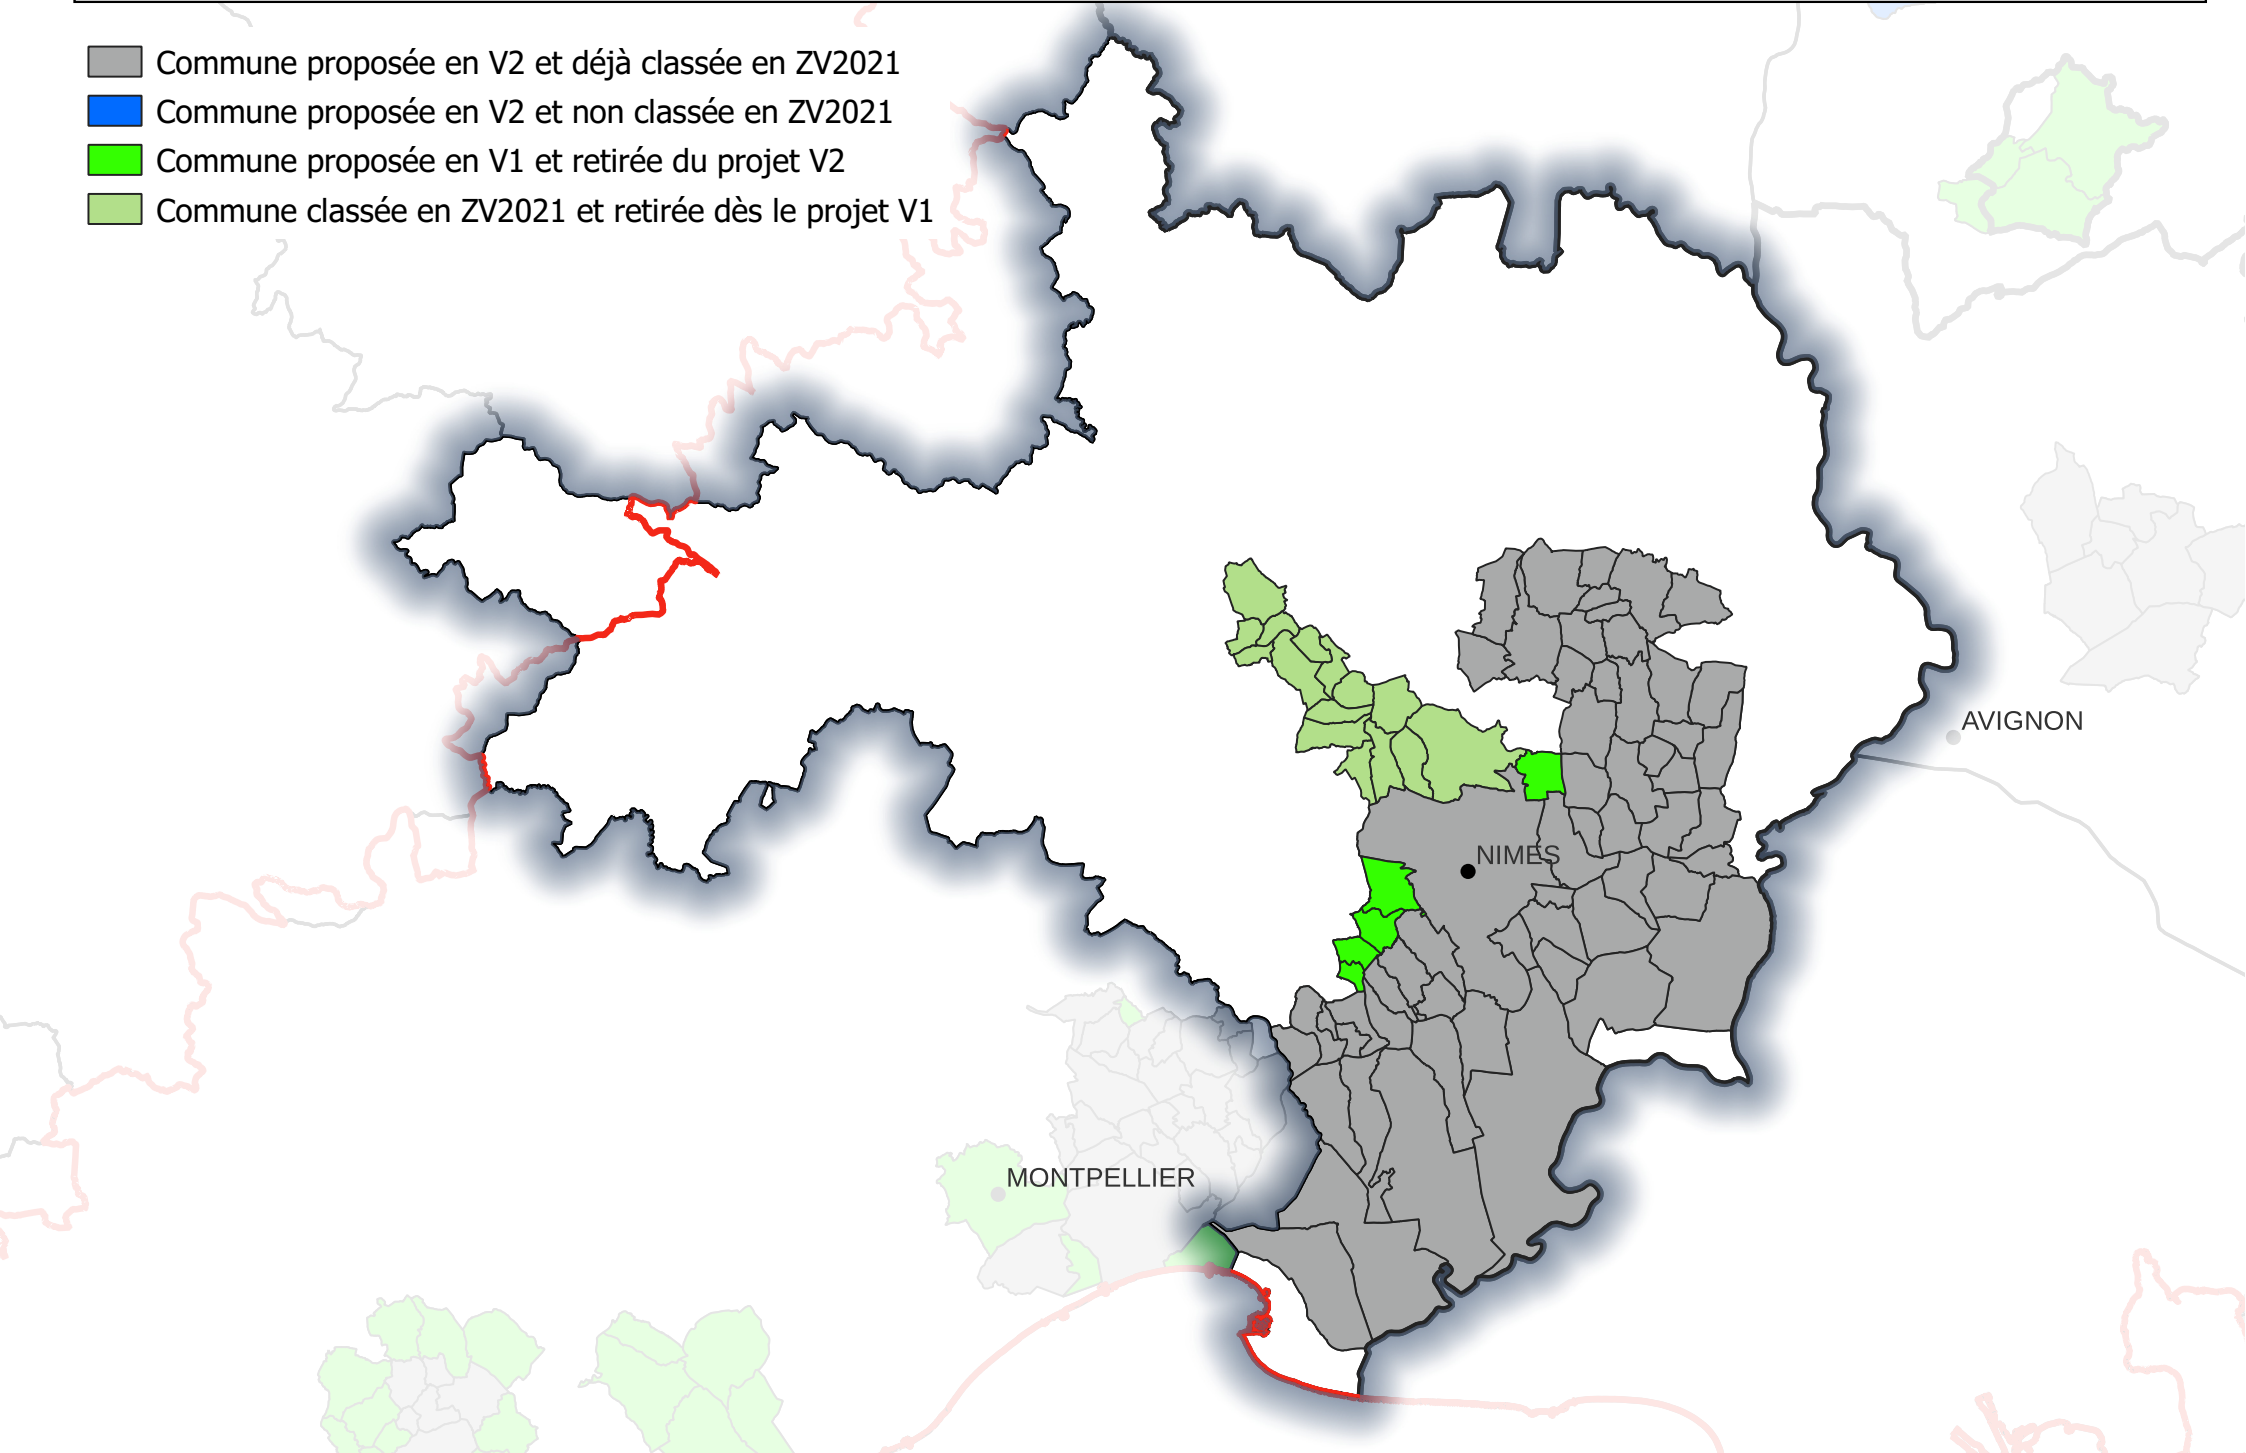 Commune proposée en V2 et déjà classée en ZV2021
Commune proposée en V2 et non classée en ZV2021
Commune proposée en V1 et retirée du projet V2
Commune classée en ZV2021 et retirée dès le projet V1
AVIGNON
NIMES
MONTPELLIER